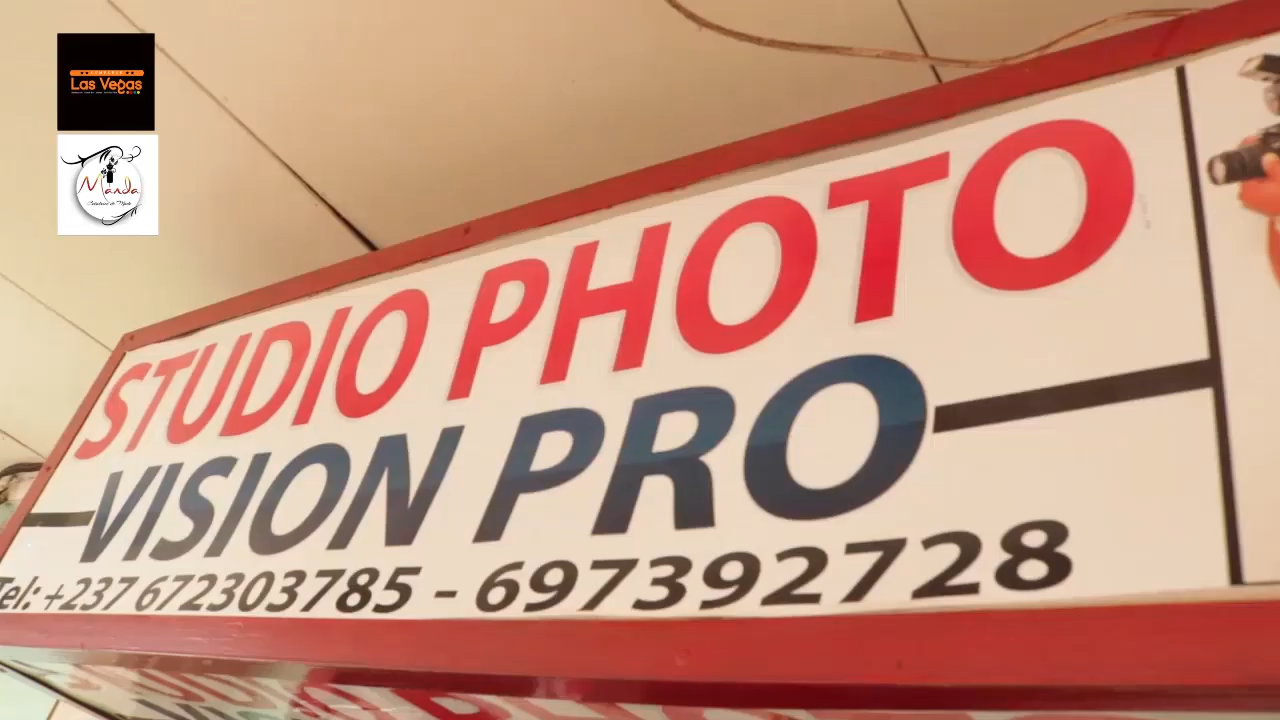 Las Vegas
Manda
STUDIO PHOTO
VISION PRO
Tel: +237 672303785 - 697392728